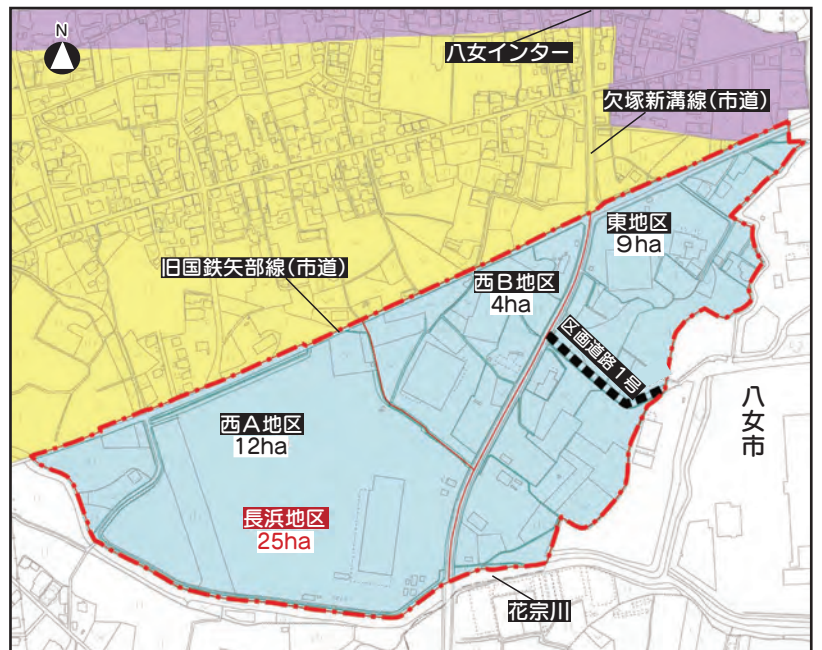 N
八女インター
欠塚新溝線(市道)
東地区
9ha
旧国鉄矢部線(市道)
西B地区
4ha
区画道路1号
八女市
西A地区
12ha
長浜地区
25ha
花宗川